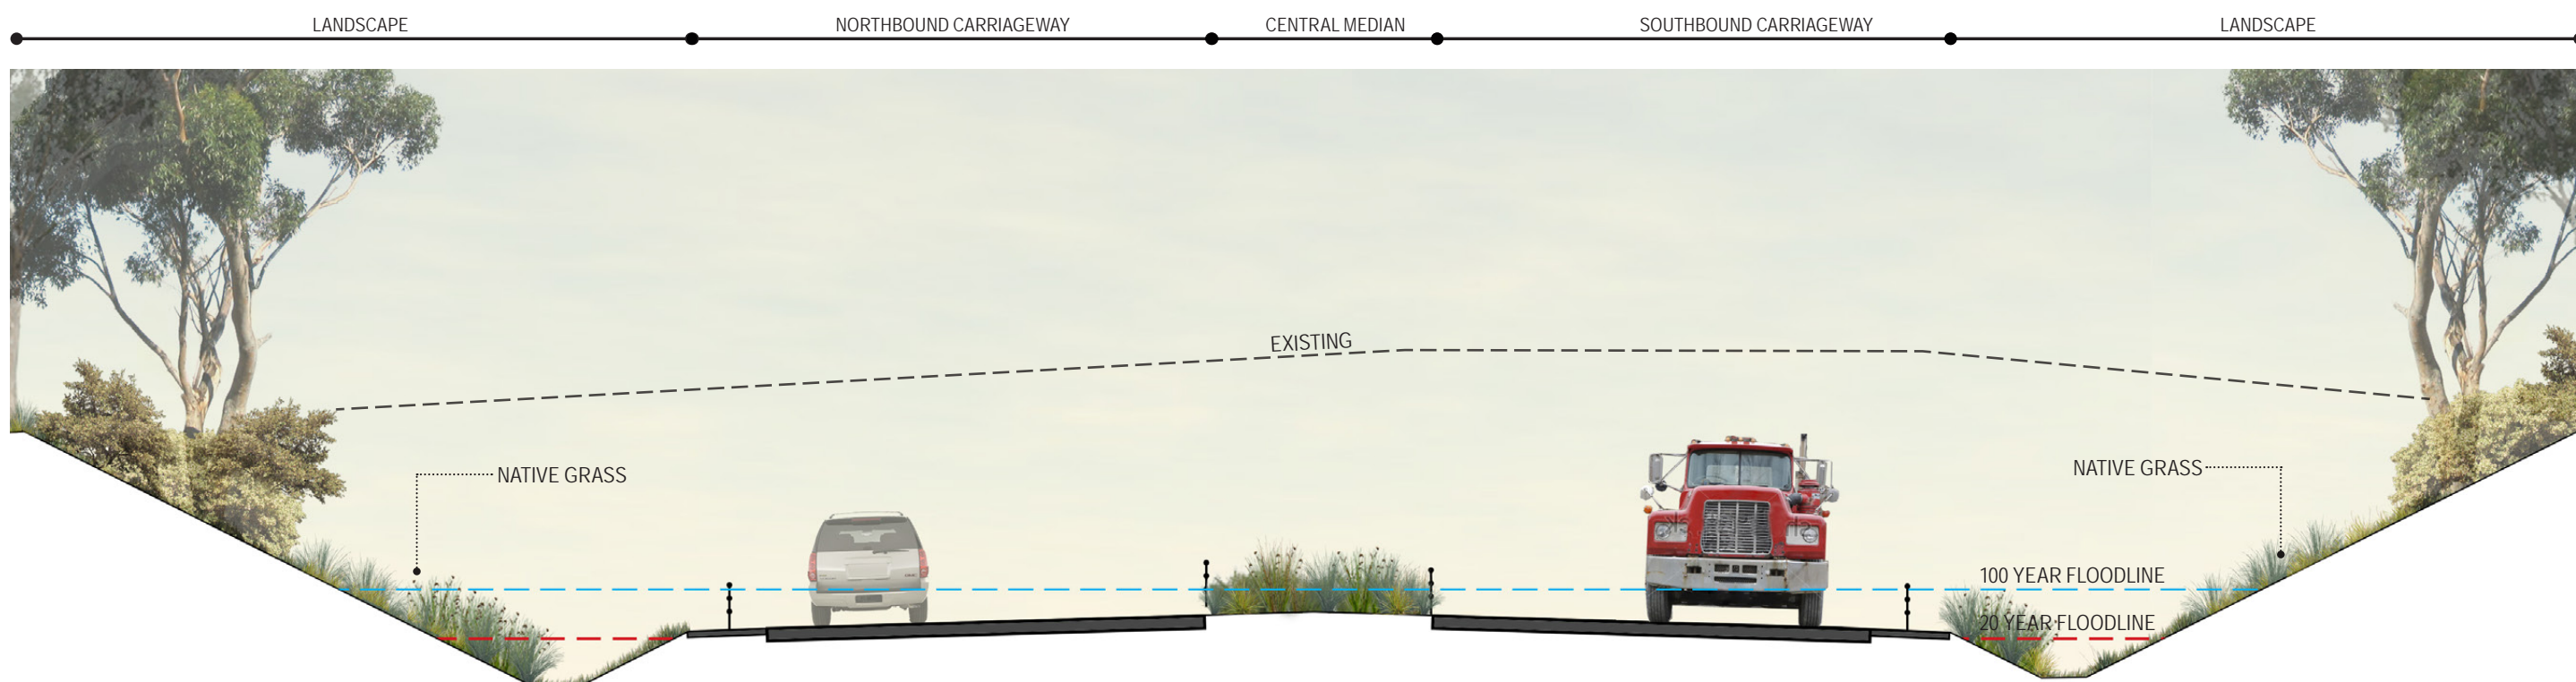 LANDSCAPE
NORTHBOUND CARRIAGEWAY
CENTRAL MEDIAN
SOUTHBOUND CARRIAGEWAY
LANDSCAPE
EXISTING
NATIVE GRASS
NATIVE GRASS
100 YEAR FLOODLINE
20 YEAR FLOODLINE